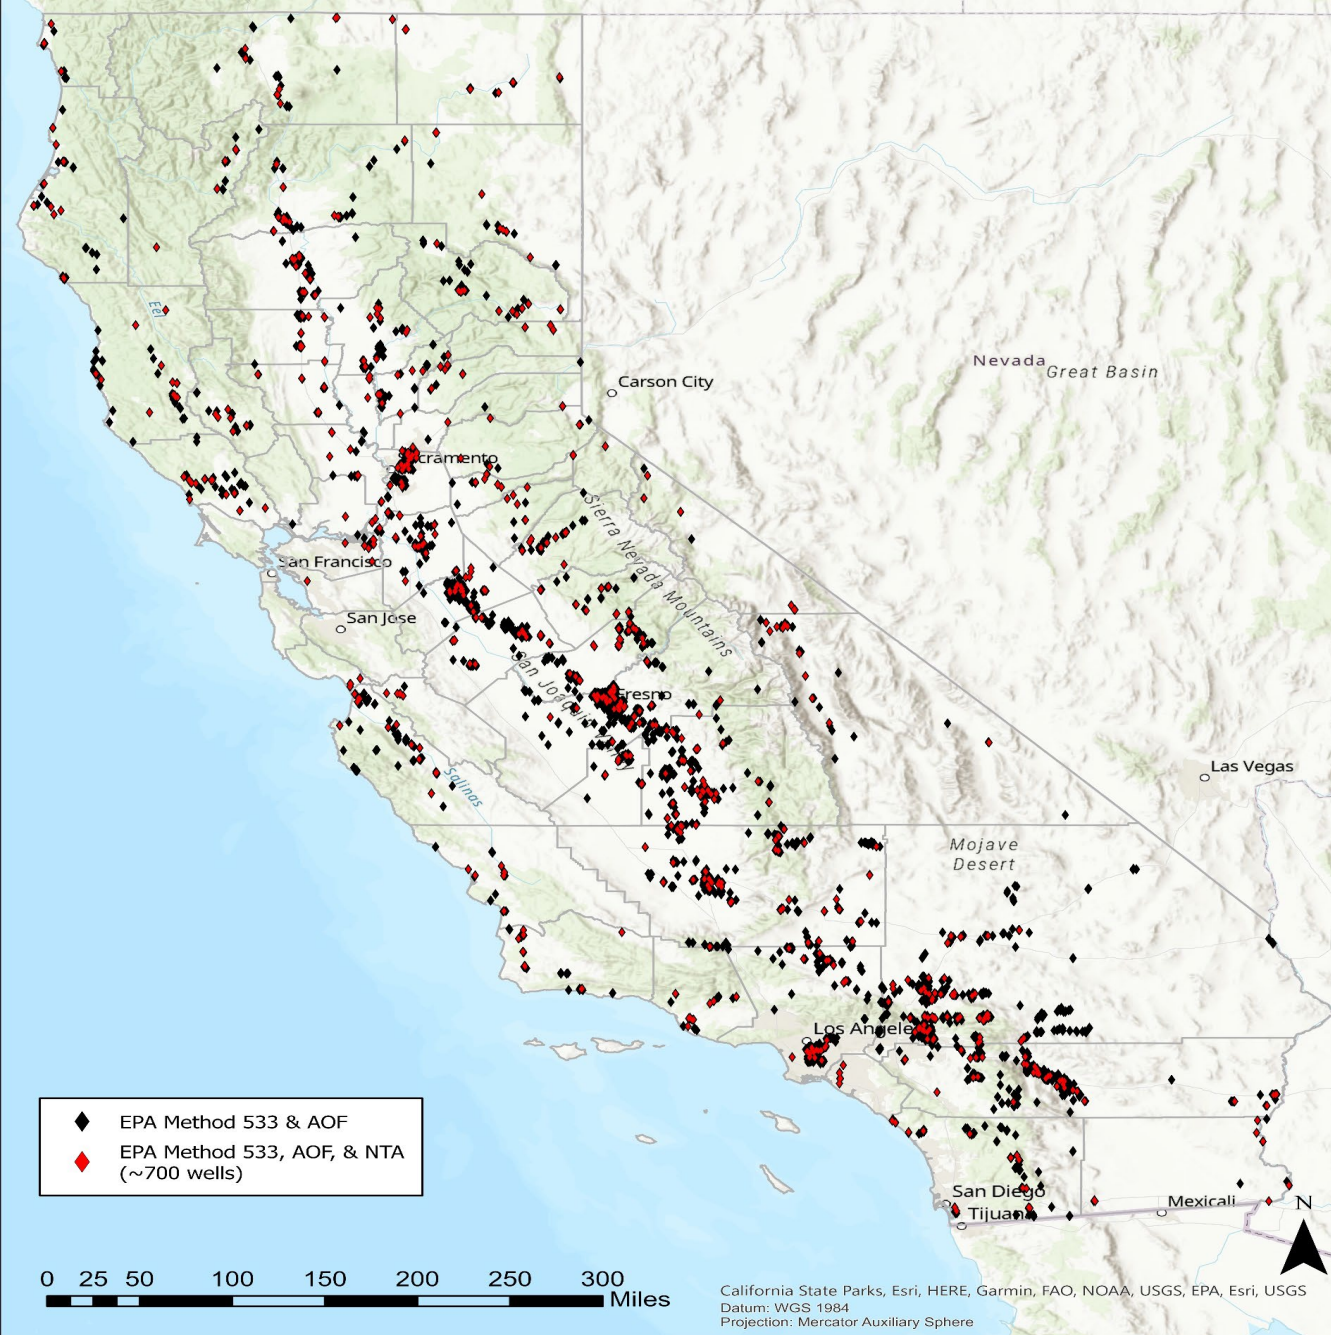 Eel
Nevada
Great Basin
Carson City
Sacramento
Sierra Nevada Mountains
San Francisco
San Jose
San Joaquin Valley
Fresno
Salinas
Las Vegas
Mojave
Desert
Los Angele
EPA Method 533 & AOF
EPA Method 533, AOF, & NTA
(~700 wells)
San Diego
Tijuana
Mexicali
N
0 25 50 100 150 200 250 300
Miles
California State Parks, Esri, HERE, Garmin, FAO, NOAA, USGS, EPA, Esri, USGS
Datum: WGS 1984
Projection: Mercator Auxiliary Sphere